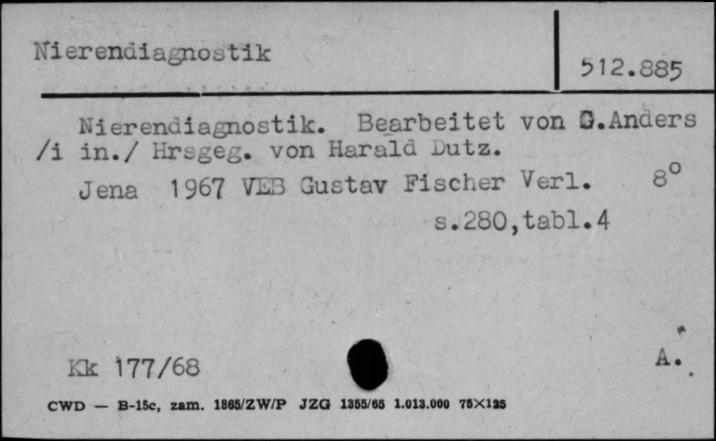 Nierendiagnostik
512.885
Nierendiagnostik. Bearbeitet von G.Anders
/i in./ Hrsgeg. von Harald Dutz.
Jena 1967 VEB Gustav Fischer Verl. 8°
s.280,tabl.4
Kk 177/68
A.
CWD — B-15c, zam. 1865/ZW/P JZG 1355/65 1.013.000 75×125